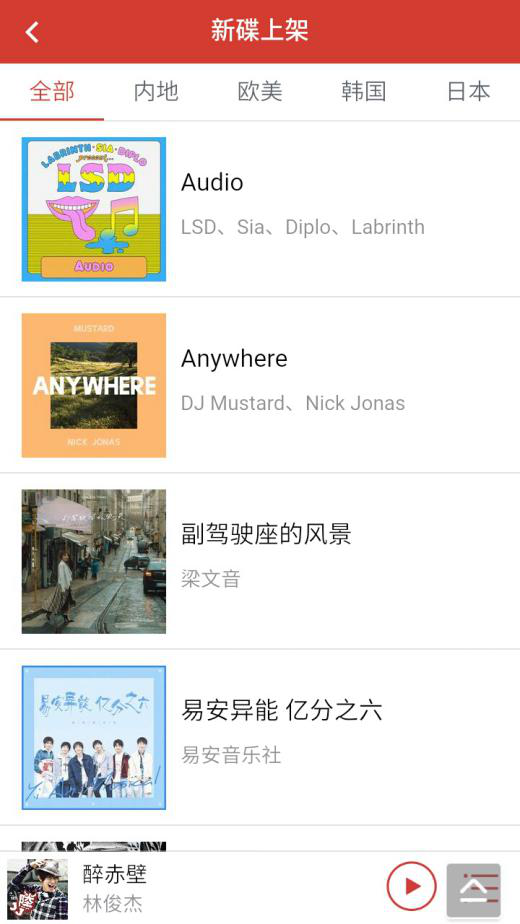 新碟上架
全部 内地 欧美 韩国 日本
LABRINTH·SIA·DIPLO
present...
LSD
AUDIO
Audio
LSD、Sia、Diplo、Labrinth
MUSTARD
ANYWHERE
NICK JONAS
Anywhere
DJ Mustard、Nick Jonas
副驾驶座的风景
梁文音
易安异能 亿分之六
易安异能 亿分之六
易安音乐社
醉赤壁
林俊杰